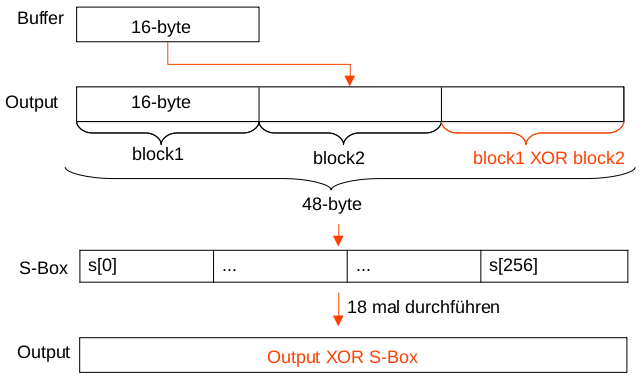 Buffer
16-byte
Output
16-byte
block1
block2
block1 XOR block2
48-byte
S-Box
s[0]
...
...
s[256]
18 mal durchführen
Output
Output XOR S-Box